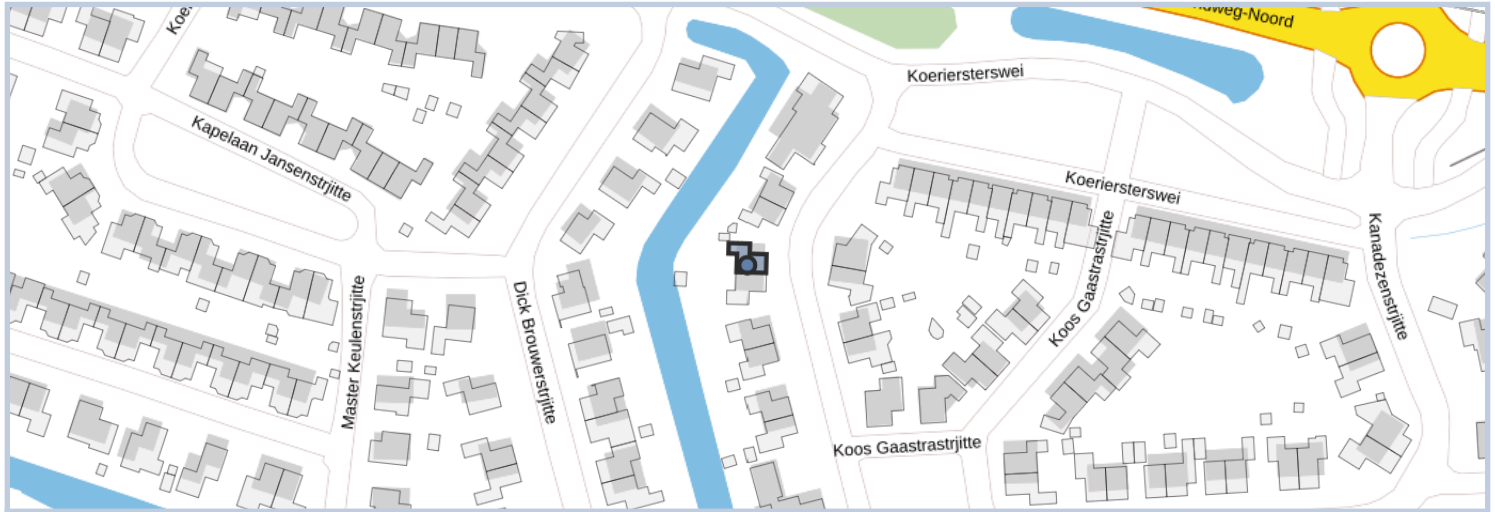 Koeriersterswei
Kapelaan Jansenstrjitte
Koeriersterswei
Koos Gaastrastrjitte
Kanadezenstrjitte
Master Keulenstrjitte
Dick Brouwerstrjitte
Koos Gaastrastrjitte